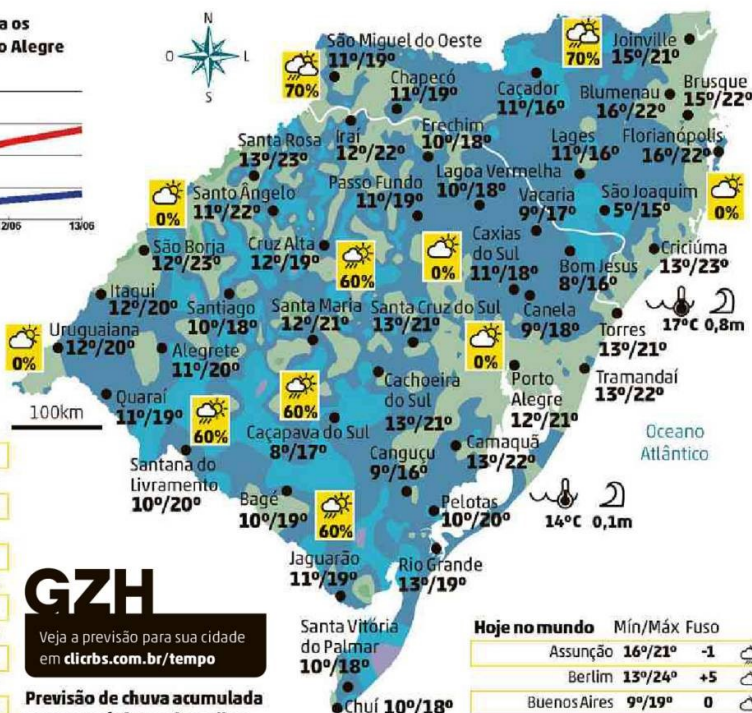 a os
o Alegre
2/06
13/06
N
O
L
S
70%
São Miguel do Oeste
11º/19º
Chapecó
11º/19º
Caçador
11º/16º
70%
Joinville
15º/21º
Blumenau
16º/22º
Brusque
15º/22º
Santa Rosa
13º/23º
Iraí
12º/22º
Erechim
10º/18º
Lages
11º/16º
Florianópolis
16º/22º
0%
Santo Ângelo
11º/22º
Passo Fundo
11º/19º
Lagoa Vermelha
10º/18º
Vacaria
9º/17º
São Joaquim
5º/15º
0%
São Borja
12º/23º
Cruz Alta
12º/19º
60%
0%
Caxias
do Sul
11º/18º
Bom Jesus
8º/16º
Criciúma
13º/23º
Itaqui
12º/20º
Santiago
10º/18º
Santa Maria
12º/21º
Santa Cruz do Sul
13º/21º
Canela
9º/18º
Torres
13º/21º
17ºC 0,8m
0%
Uruguaiana
12º/20º
Alegrete
11º/20º
0%
Porto
Alegre
12º/21º
Tramandaí
13º/22º
Quaraí
11º/19º
100km
60%
60%
Caçapava do Sul
8º/17º
Cachoeira
do Sul
13º/21º
Oceano
Atlântico
Santana do
Livramento
10º/20º
Bagé
10º/19º
60%
Canguçu
9º/16º
Camaquã
13º/22º
Pelotas
10º/20º
14ºC 0,1m
Jaguarão
11º/19º
Rio Grande
13º/19º
GZH
Veja a previsão para sua cidade
em clicrbs.com.br/tempo
Santa Vitória
do Palmar
10º/18º
Chuí 10º/18º
Previsão de chuva acumulada
Hoje no mundo Mín/Máx Fuso
Assunção 16º/21º -1
Berlim 13º/24º +5
Buenos Aires 9º/19º 0